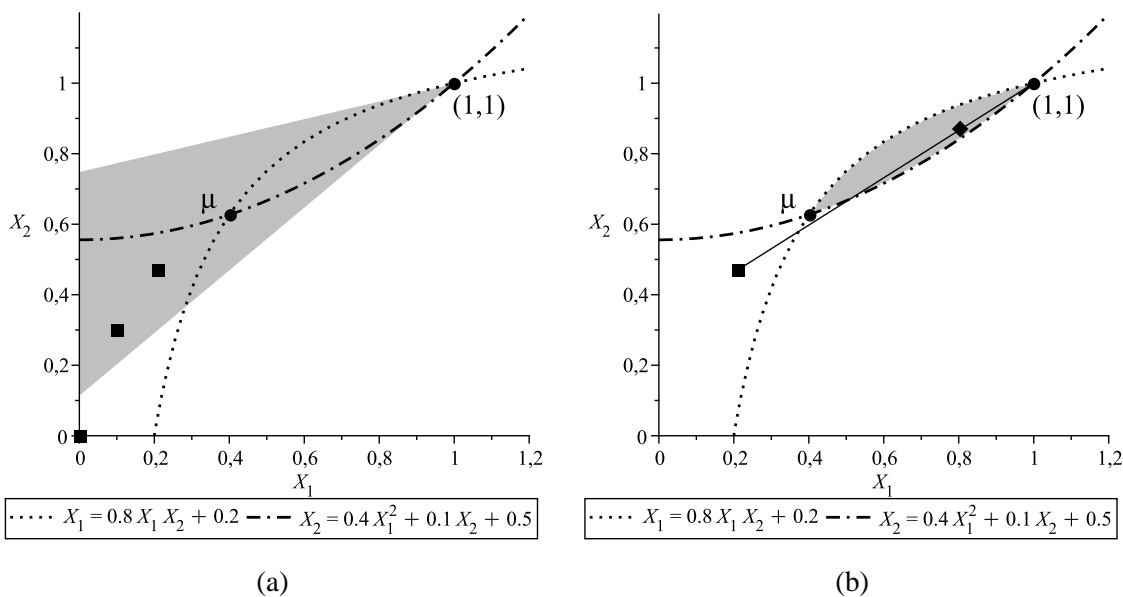 1
(1,1)
0,8
μ
X₂ 0,6
0,4
0,2
0
0 0,2 0,4 0,6 0,8 1 1,2
X₁
X₁ = 0.8 X₁ X₂ + 0.2 X₂ = 0.4 X₁² + 0.1 X₂ + 0.5
(a)
1
(1,1)
0,8
μ
X₂ 0,6
0,4
0,2
0
0 0,2 0,4 0,6 0,8 1 1,2
X₁
X₁ = 0.8 X₁ X₂ + 0.2 X₂ = 0.4 X₁² + 0.1 X₂ + 0.5
(b)